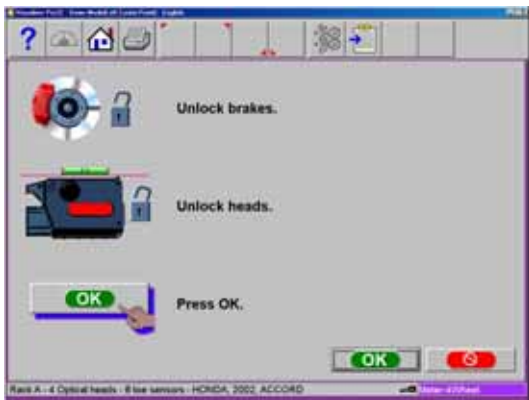 ?
Unlock brakes.
Unlock heads.
OK
Press OK.
OK
Rack A - 4 Optical heads - 8 toe sensors - HONDA, 2002, ACCORD